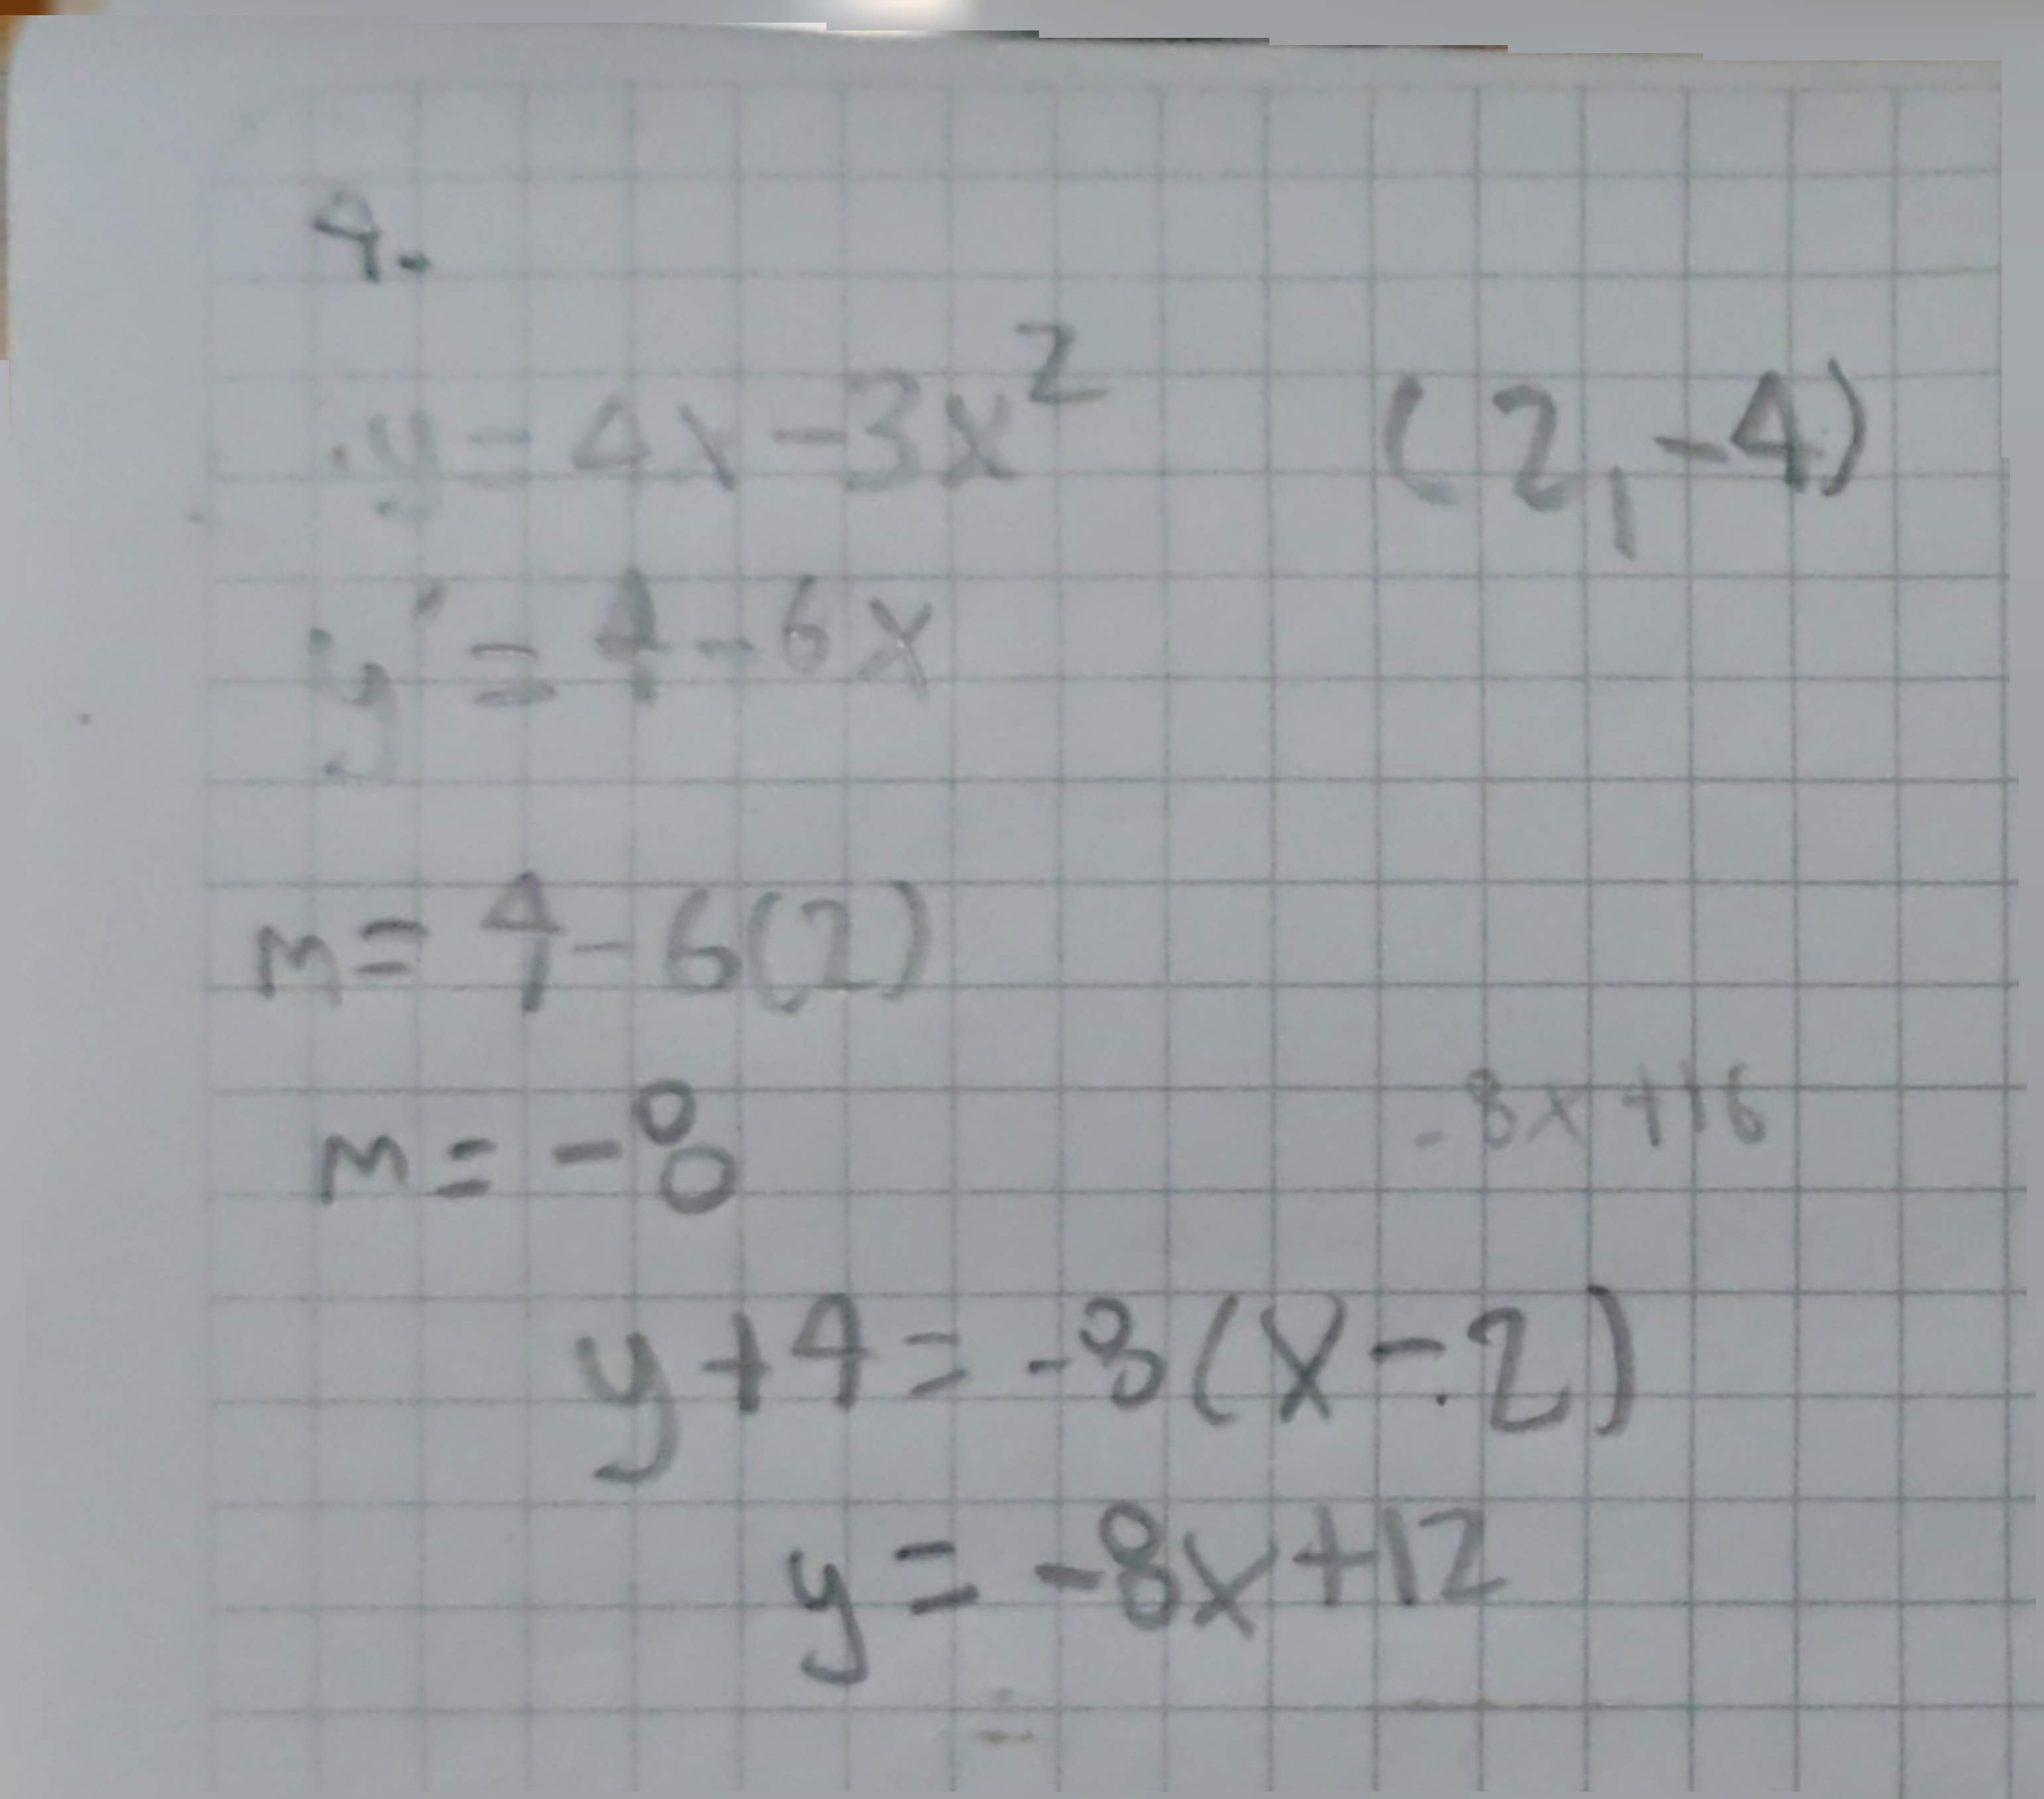 4.
y = 4x - 3x² (2, -4)
y' = 4 - 6x
m = 4 - 6(2)
m = -8
-8x + 16
y + 4 = -8(x - 2)
y = -8x + 12